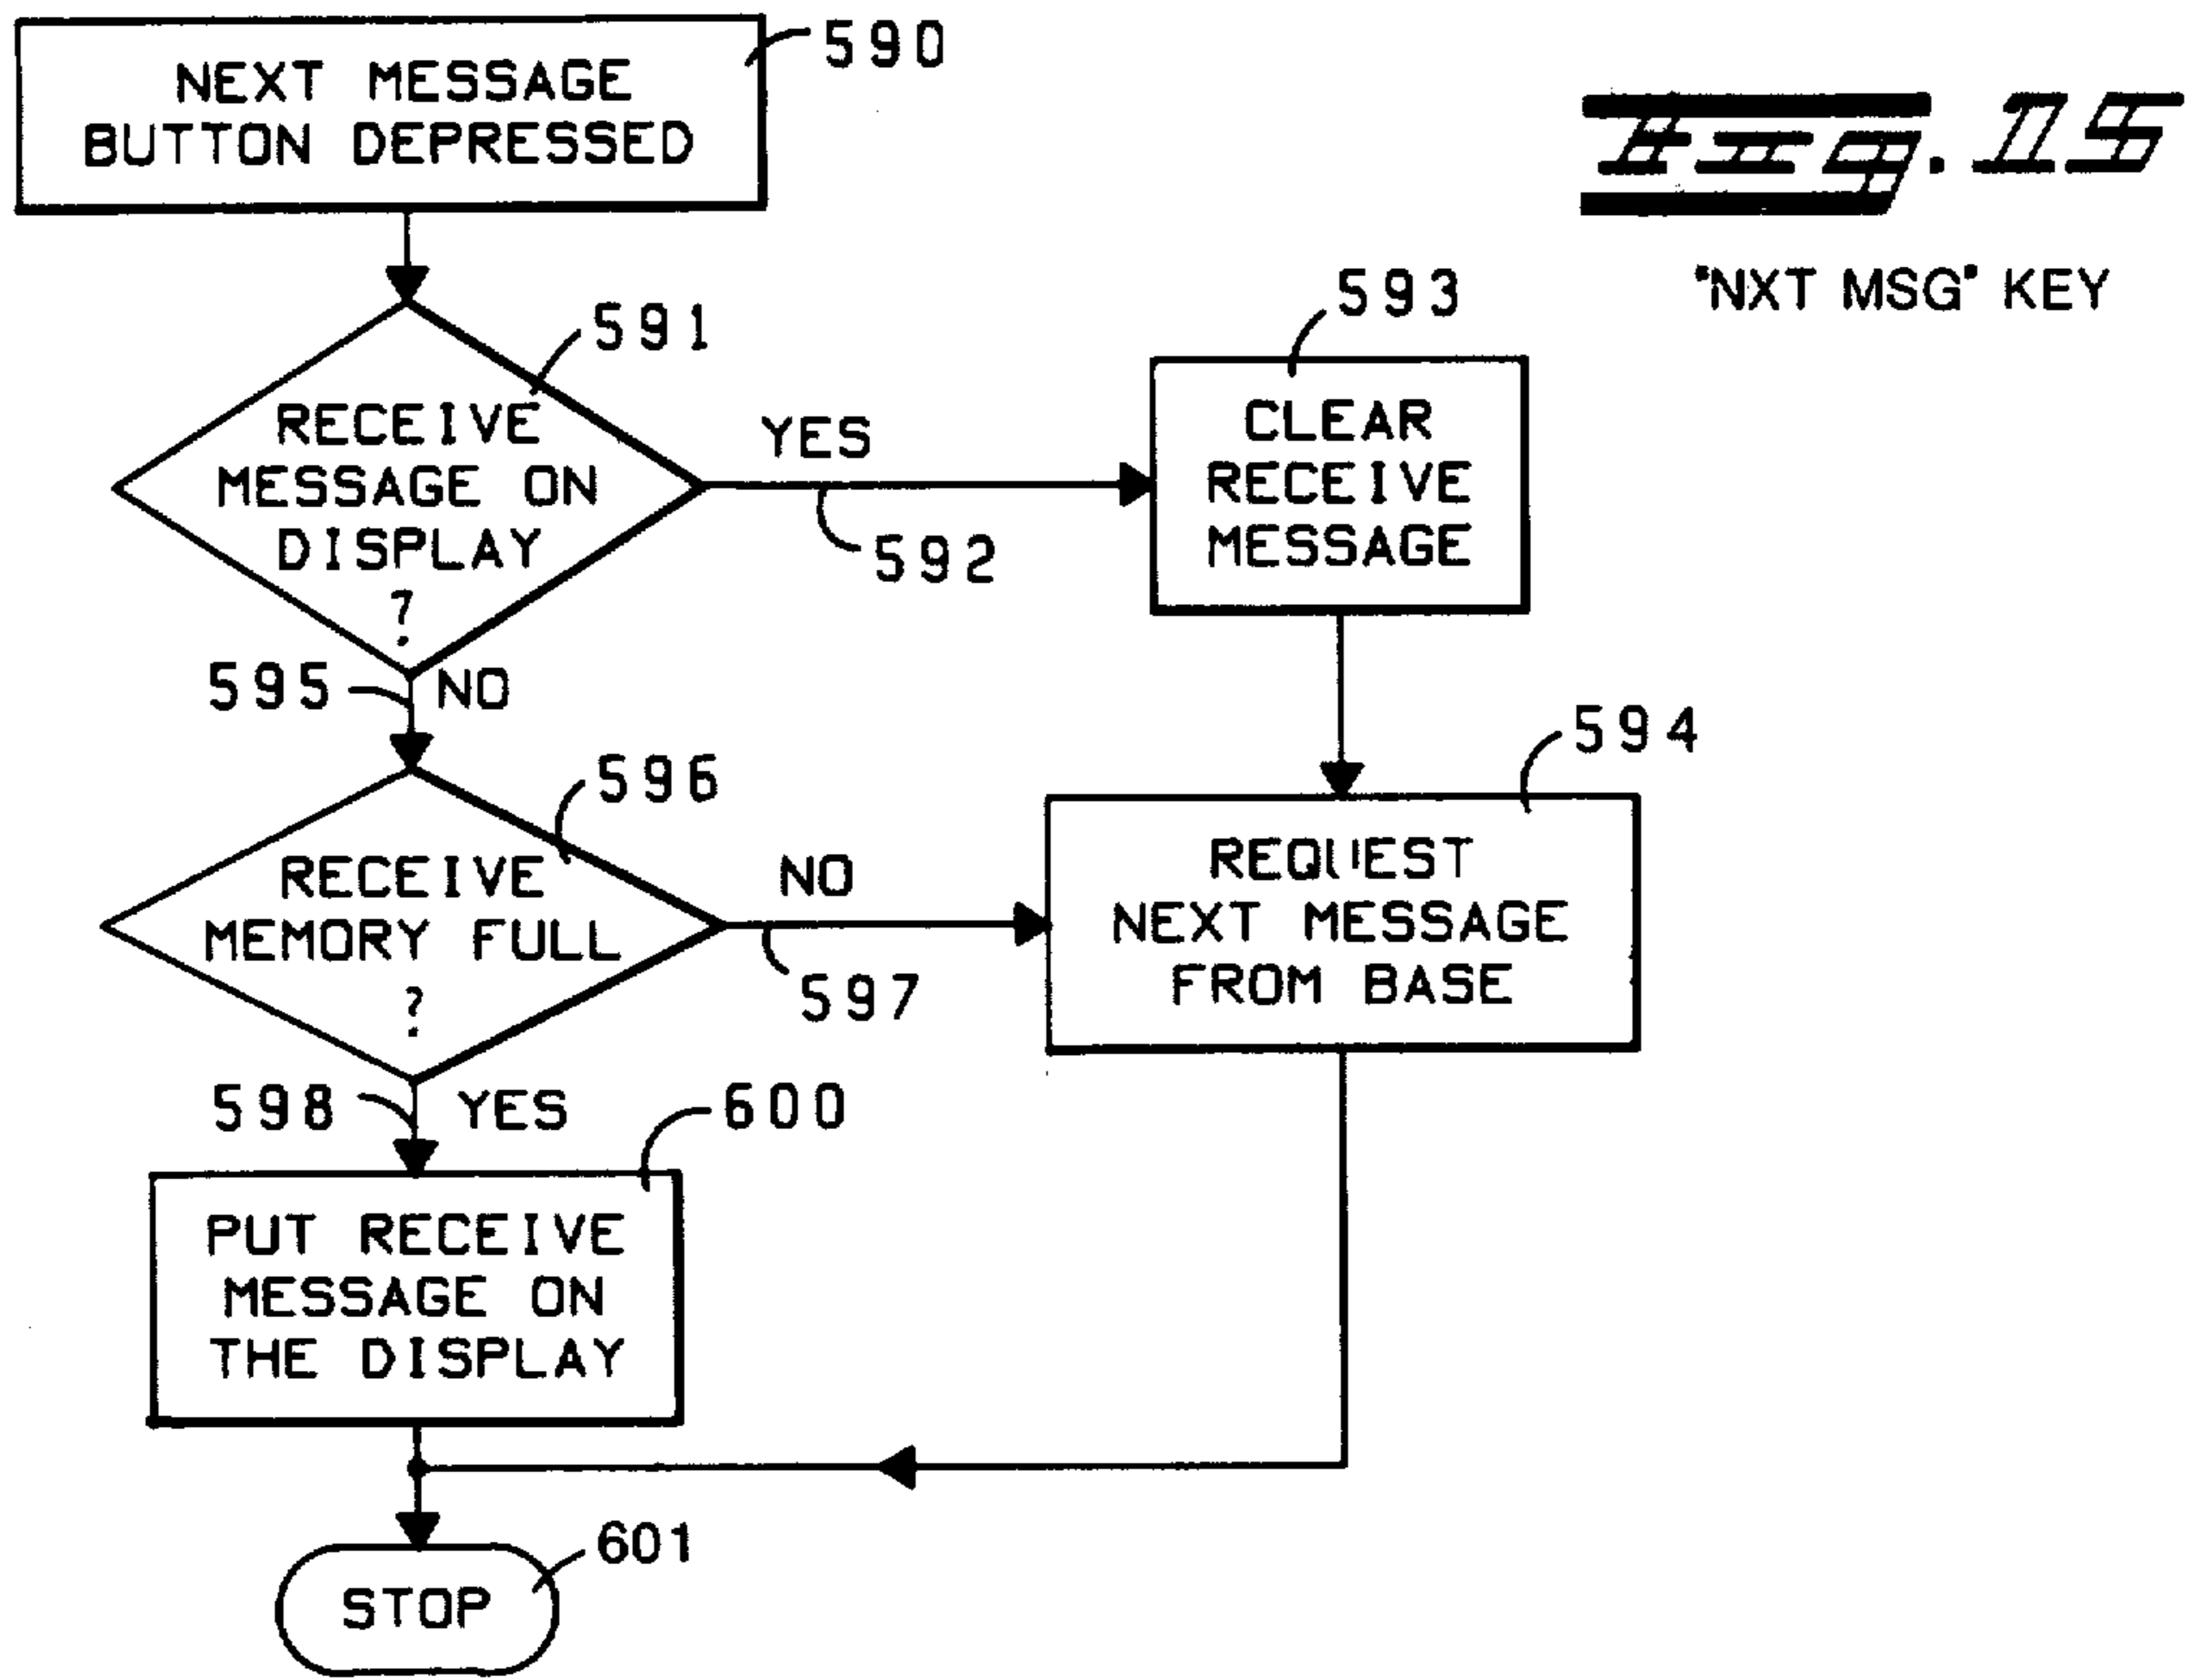 590
NEXT MESSAGE
BUTTON DEPRESSED
Fig. 15
"NXT MSG" KEY
591
RECEIVE
MESSAGE ON
DISPLAY
?
YES
592
593
CLEAR
RECEIVE
MESSAGE
595
NO
596
RECEIVE
MEMORY FULL
?
NO
597
594
REQUEST
NEXT MESSAGE
FROM BASE
598
YES
600
PUT RECEIVE
MESSAGE ON
THE DISPLAY
601
STOP